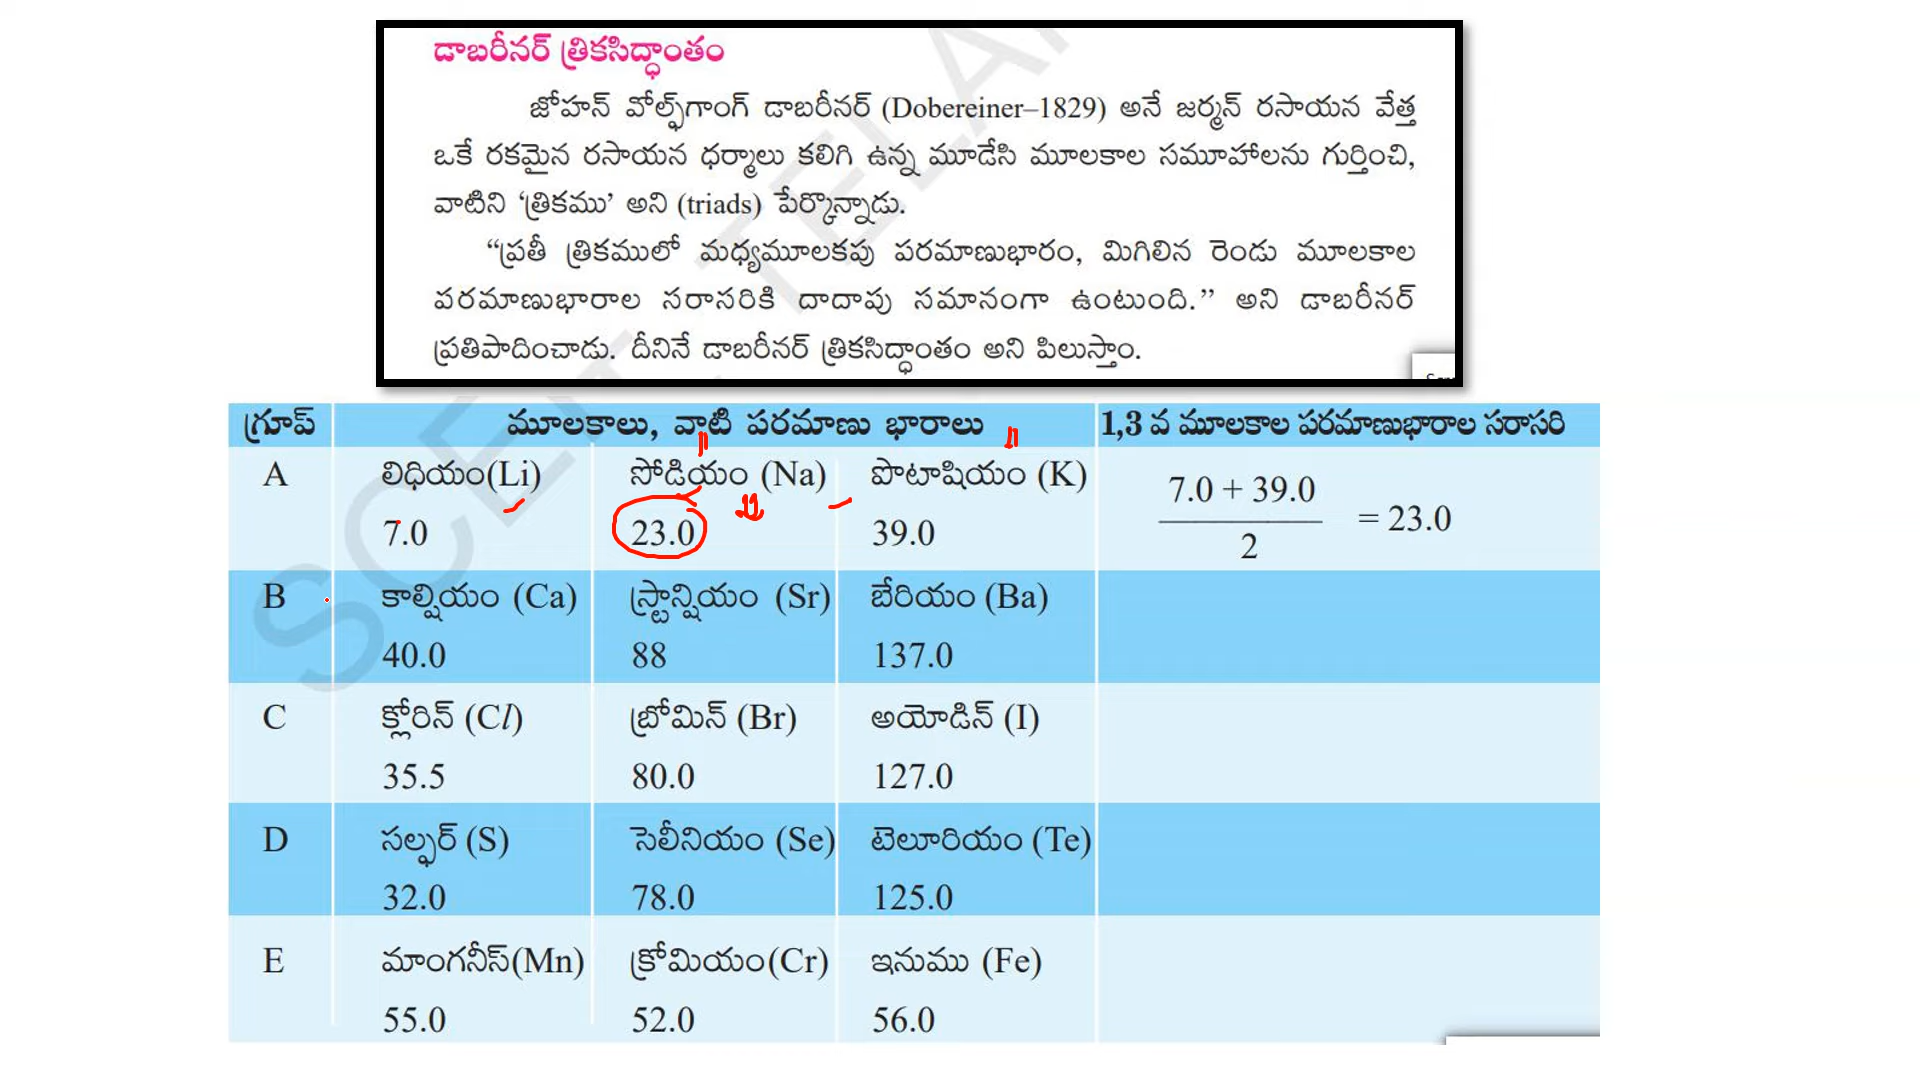 డాబరీనర్ త్రికసిద్ధాంతం
జోహన్ వోల్ఫ్‌గాంగ్ డాబరీనర్ (Dobereiner–1829) అనే జర్మన్ రసాయన వేత్త
ఒకే రకమైన రసాయన ధర్మాలు కలిగి ఉన్న మూడేసి మూలకాల సమూహాలను గుర్తించి,
వాటిని ‘త్రికము’ అని (triads) పేర్కొన్నాడు.
“ప్రతీ త్రికములో మధ్యమూలకపు పరమాణుభారం, మిగిలిన రెండు మూలకాల
పరమాణుభారాల సరాసరికి దాదాపు సమానంగా ఉంటుంది.” అని డాబరీనర్
ప్రతిపాదించాడు. దీనినే డాబరీనర్ త్రికసిద్ధాంతం అని పిలుస్తాం.
గ్రూప్ మూలకాలు, వాటి పరమాణు భారాలు 1,3 వ మూలకాల పరమాణుభారాల సరాసరి
A లిథియం(Li) సోడియం (Na) పొటాషియం (K)
7.0 23.0 39.0
7.0 + 39.0
2
= 23.0
B కాల్షియం (Ca) స్ట్రాన్షియం (Sr) బేరియం (Ba)
40.0 88 137.0
C క్లోరిన్ (Cl) బ్రోమిన్ (Br) అయోడిన్ (I)
35.5 80.0 127.0
D సల్ఫర్ (S) సెలీనియం (Se) టెలూరియం (Te)
32.0 78.0 125.0
E మాంగనీస్(Mn) క్రోమియం(Cr) ఇనుము (Fe)
55.0 52.0 56.0